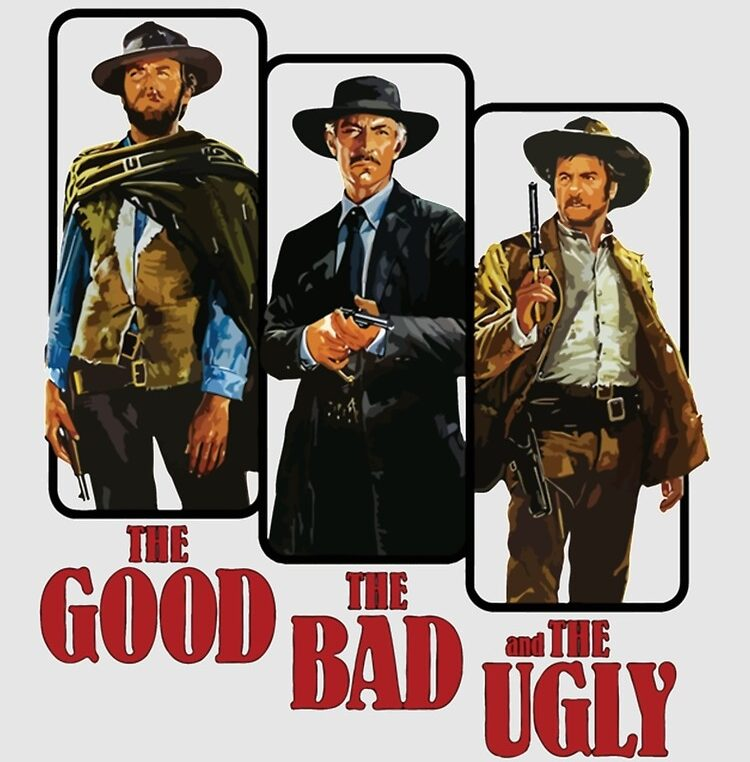 THE
GOOD
THE
BAD
and THE
UGLY